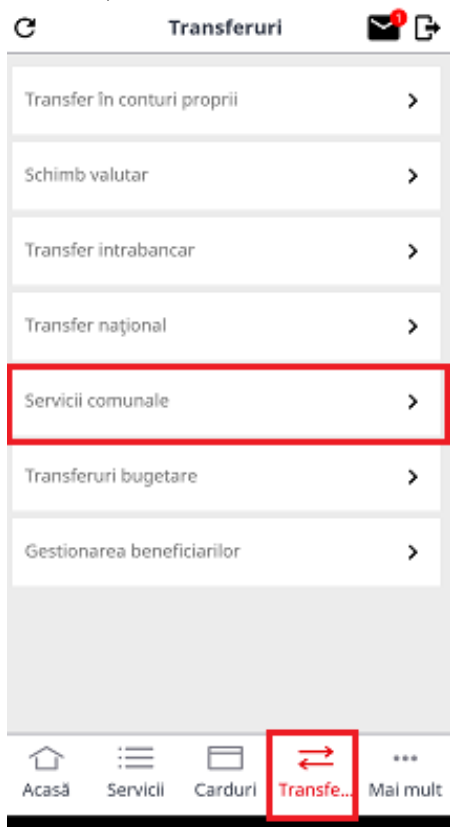 Transferuri
1
Transfer în conturi proprii
Schimb valutar
Transfer intrabancar
Transfer naţional
Servicii comunale
Transferuri bugetare
Gestionarea beneficiarilor
Acasă Servicii Carduri Transfe... Mai mult